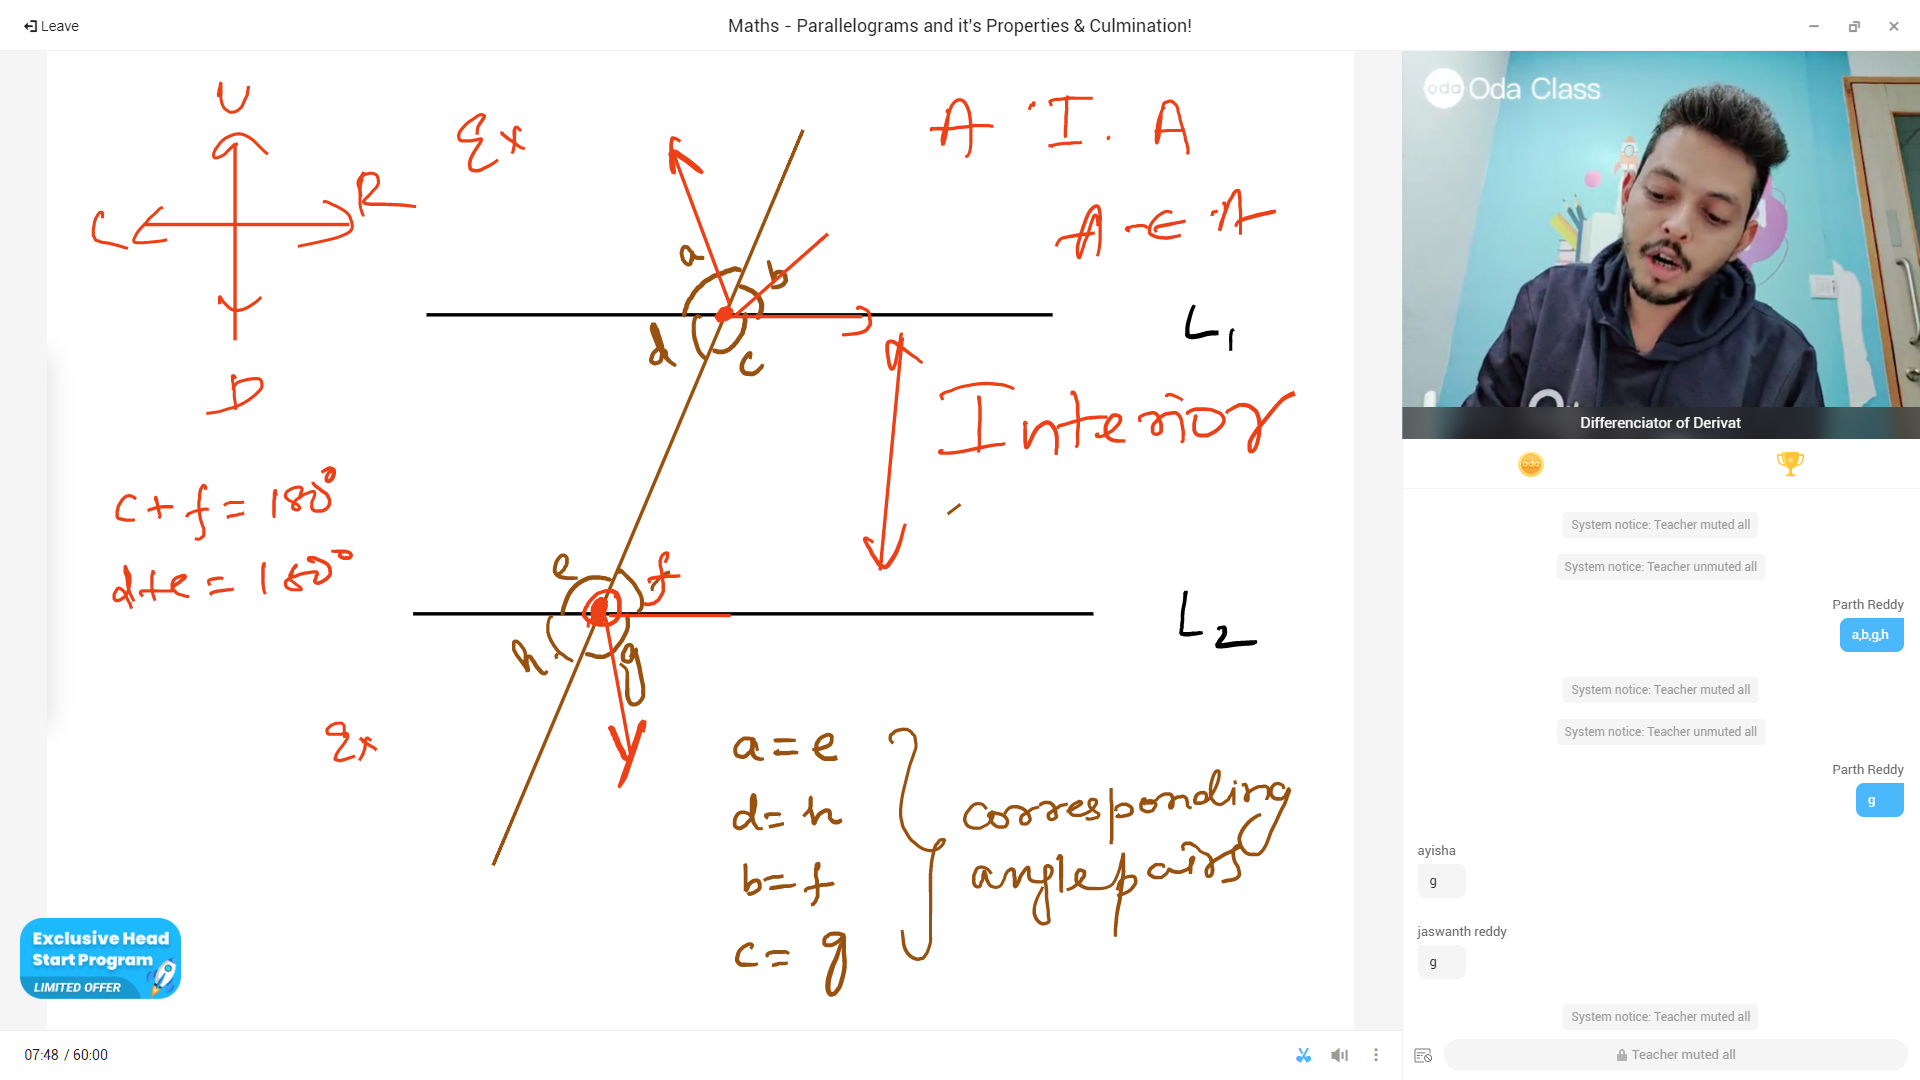 Leave
Maths - Parallelograms and it's Properties & Culmination!
U
Ex
A I. A
R
L
A-E A
a
b
d
c
L1
D
Interior
c+f=180°
d+e=180°
e
f
h
g
L2
Ex
a=e
d=h
b=f
c=g
corresponding
angle pairs
Exclusive Head
Start Program
LIMITED OFFER
07:48 / 60:00
oda Oda Class
Differenciator of Derivat
oda
System notice: Teacher muted all
System notice: Teacher unmuted all
Parth Reddy
a,b,g,h
System notice: Teacher muted all
System notice: Teacher unmuted all
Parth Reddy
g
ayisha
g
jaswanth reddy
g
System notice: Teacher muted all
Teacher muted all